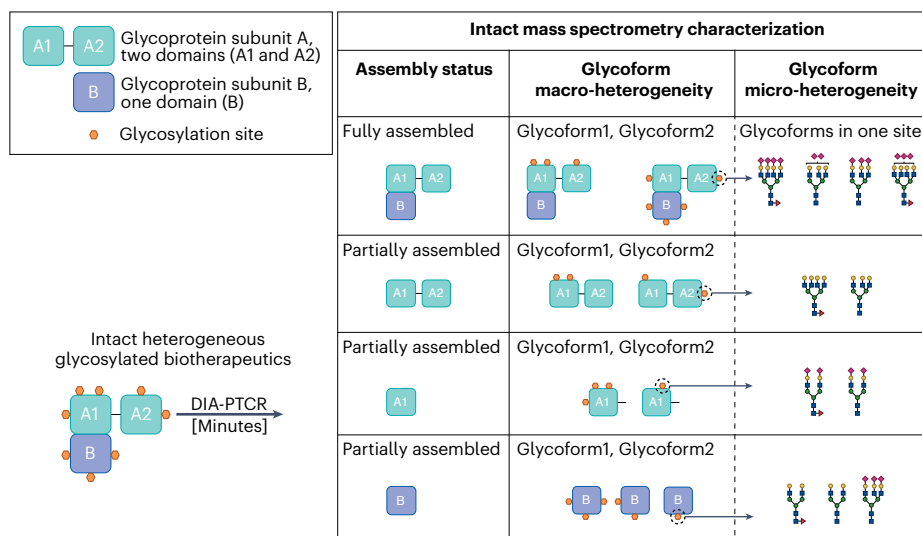 A1
A2
Glycoprotein subunit A,
two domains (A1 and A2)
B
Glycoprotein subunit B,
one domain (B)
Glycosylation site
Intact heterogeneous
glycosylated biotherapeutics
A1
A2
B
DIA-PTCR
[Minutes]
Intact mass spectrometry characterization
Assembly status
Glycoform
macro-heterogeneity
Glycoform
micro-heterogeneity
Fully assembled
Glycoform1, Glycoform2
Glycoforms in one site
A1
A2
B
A1
A2
B
A1
A2
B
Partially assembled
Glycoform1, Glycoform2
A1
A2
A1
A2
A1
A2
Partially assembled
Glycoform1, Glycoform2
A1
A1
A1
Partially assembled
Glycoform1, Glycoform2
B
B
B
B